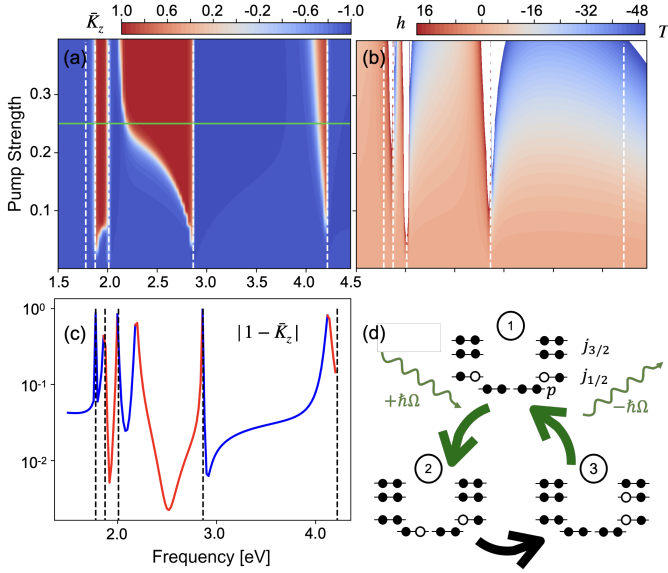 K̄z 1.0 0.6 0.2 -0.2 -0.6 -1.0
h 16 0 -16 -48 T
(a)
(b)
Pump Strength
0.3
0.2
0.1
1.5 2.0 2.5 3.0 3.5 4.0 4.5
(c)
|1 − K̄z|
10⁰
10⁻¹
10⁻²
2.0 3.0 4.0
Frequency [eV]
(d)
1
j3/2
j1/2
p
+ℏΩ
−ℏΩ
2
3